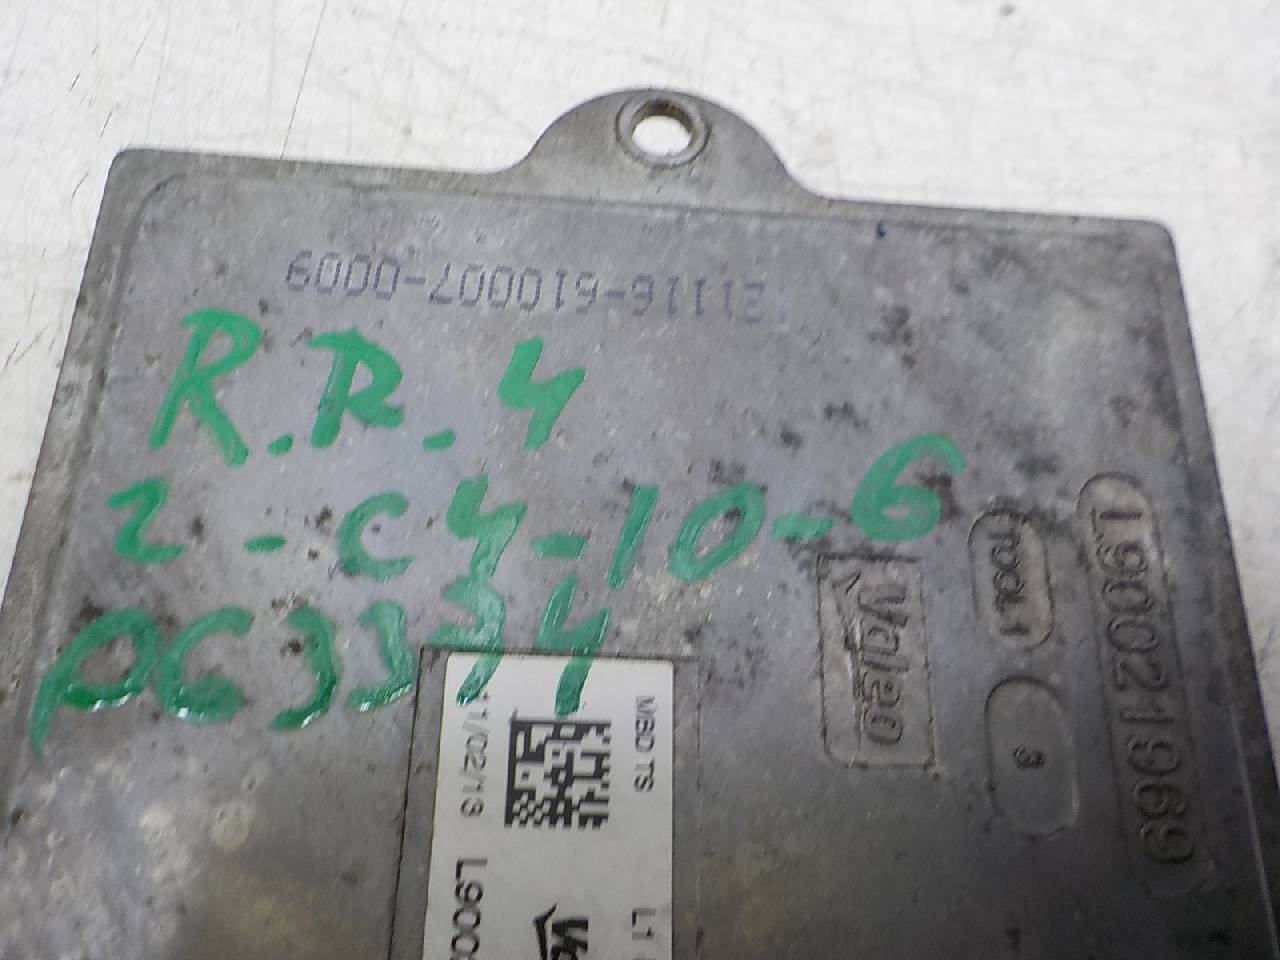 21116-610007-0009
R.R.4
2-C4-10-6
PG3334
L90021969
TOOL.1
3
Valeo
MBD TS
11/02/13
L1